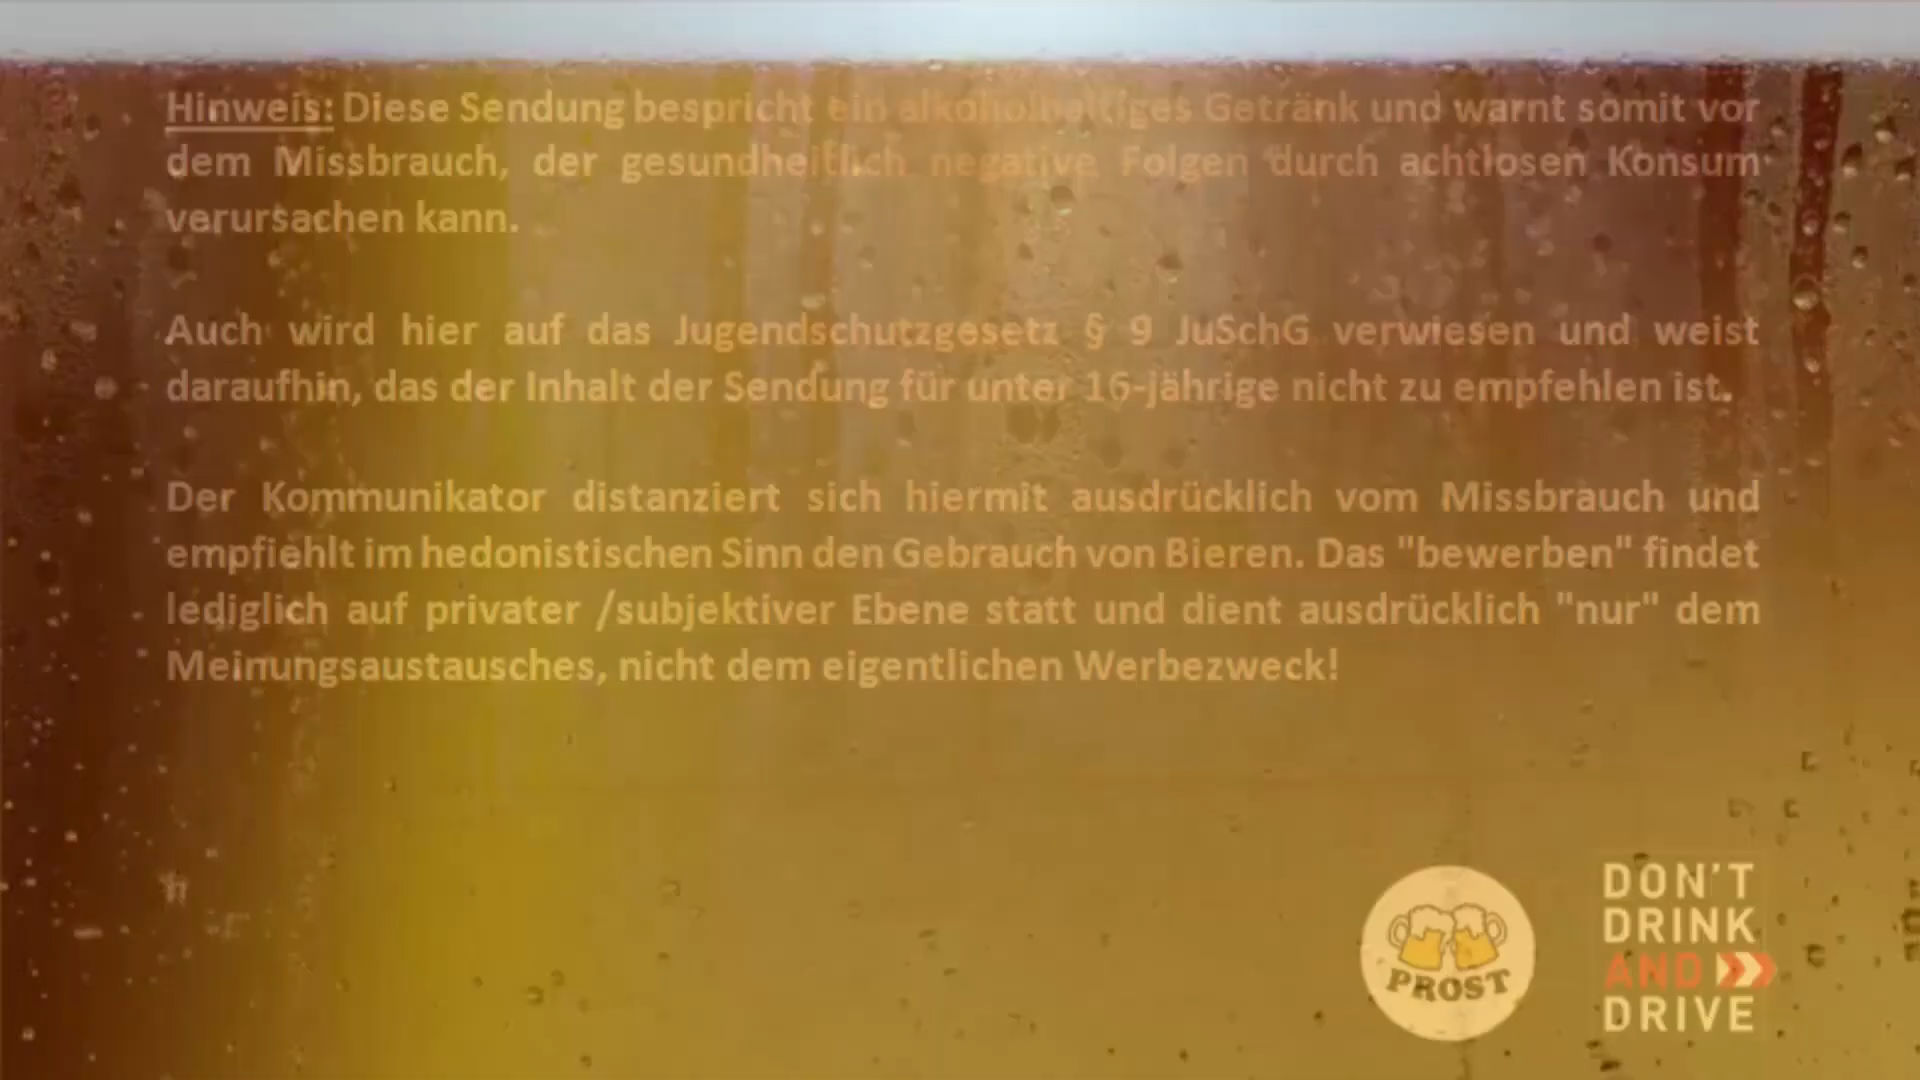 Hinweis: Diese Sendung bespricht ein alkoholhaltiges Getränk und warnt somit vor
dem Missbrauch, der gesundheitlich negative Folgen durch achtlosen Konsum
verursachen kann.
Auch wird hier auf das Jugendschutzgesetz § 9 JuSchG verwiesen und weist
daraufhin, das der Inhalt der Sendung für unter 16-jährige nicht zu empfehlen ist.
Der Kommunikator distanziert sich hiermit ausdrücklich vom Missbrauch und
empfiehlt im hedonistischen Sinn den Gebrauch von Bieren. Das "bewerben" findet
lediglich auf privater /subjektiver Ebene statt und dient ausdrücklich "nur" dem
Meinungsaustausches, nicht dem eigentlichen Werbezweck!
PROST
DON'T
DRINK
AND
DRIVE